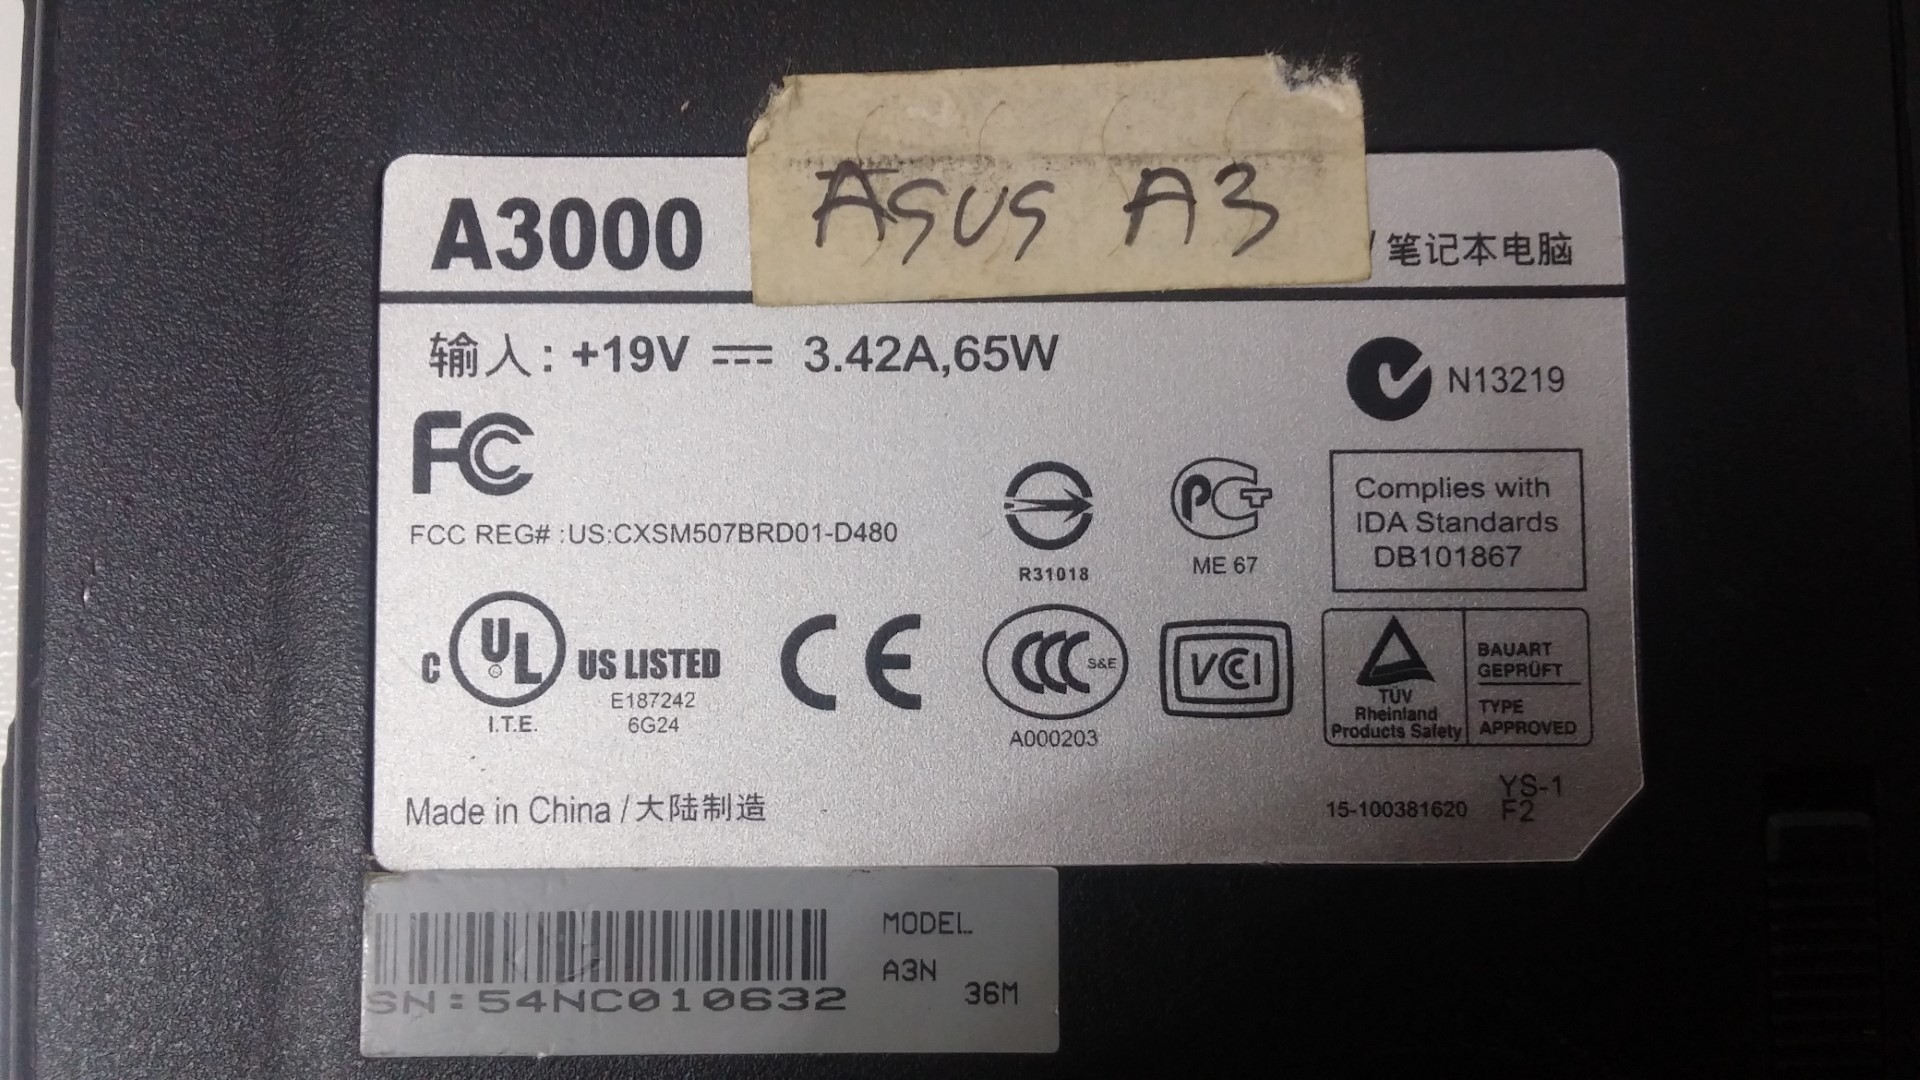 ASUS A3
A3000
/ 笔记本电脑
输入: +19V 3.42A,65W
N13219
FC
FCC REG# :US:CXSM507BRD01-D480
R31018
PCT
ME 67
Complies with
IDA Standards
DB101867
C UL US LISTED
I.T.E.
E187242
6G24
CE
CCC S&E
A000203
VCCI
TÜV
Rheinland
Products Safety
BAUART
GEPRÜFT
TYPE
APPROVED
Made in China / 大陆制造
15-100381620
YS-1
F2
SN:54NC010632
MODEL
A3N
36M